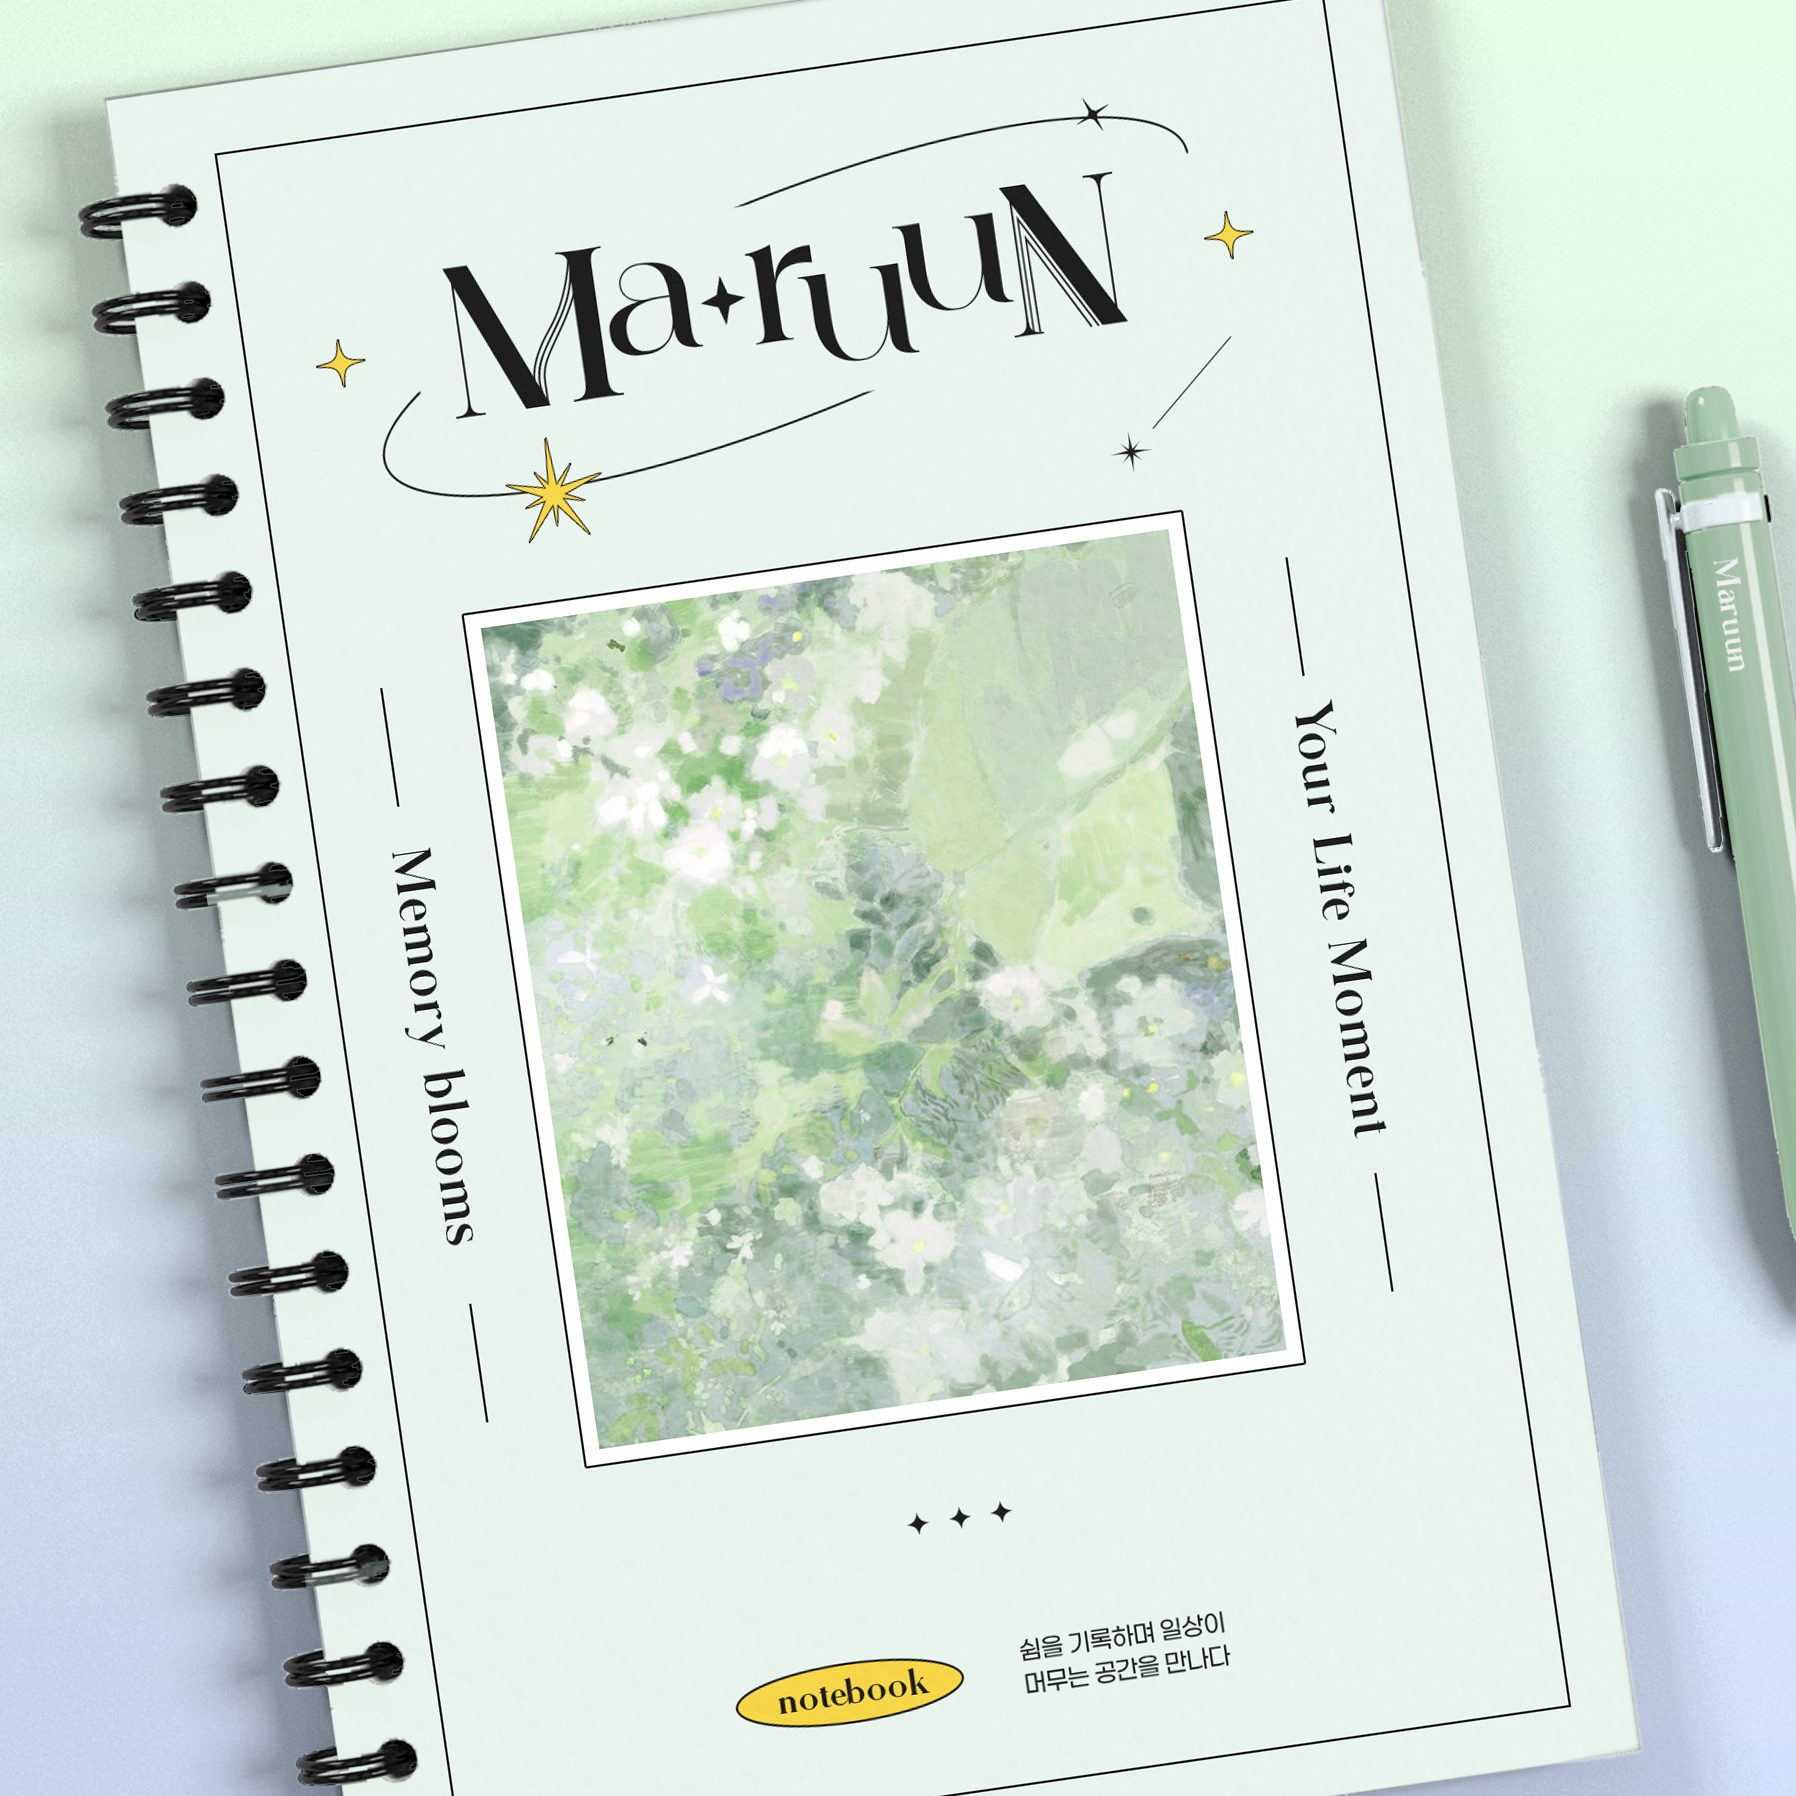 Ma✦ruuN
Memory blooms
Your Life Moment
notebook
쉼을 기록하며 일상이
머무는 공간을 만나다
Maruun